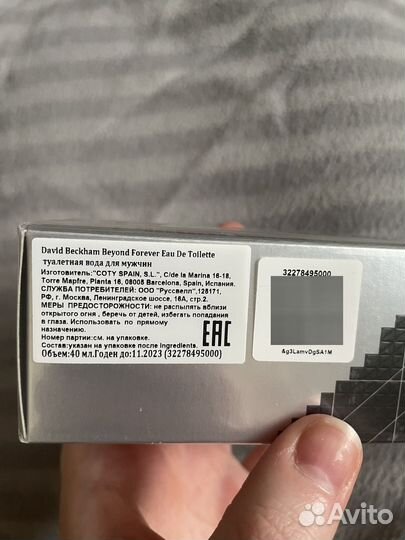 David Beckham Beyond Forever Eau De Toilette
туалетная вода для мужчин
Изготовитель:"COTY SPAIN, S.L.", C/de la Marina 16-18,
Torre Mapfre, Planta 16, 08005 Barcelona, Spain, Испания.
СЛУЖБА ПОТРЕБИТЕЛЕЙ: ООО "Руссвелл",125171,
РФ, г. Москва, Ленинградское шоссе, 16А, стр.2.
МЕРЫ ПРЕДОСТОРОЖНОСТИ: не распылять вблизи
открытого огня , беречь от детей, избегать попадания
в глаза. Использовать по прямому
назначению.
Номер партии:см. на упаковке.
Состав:указан на упаковке после Ingredients.
Объем:40 мл.Годен до:11.2023 (32278495000)
EAC
32278495000
&g3LamvDgSA1M
Avito